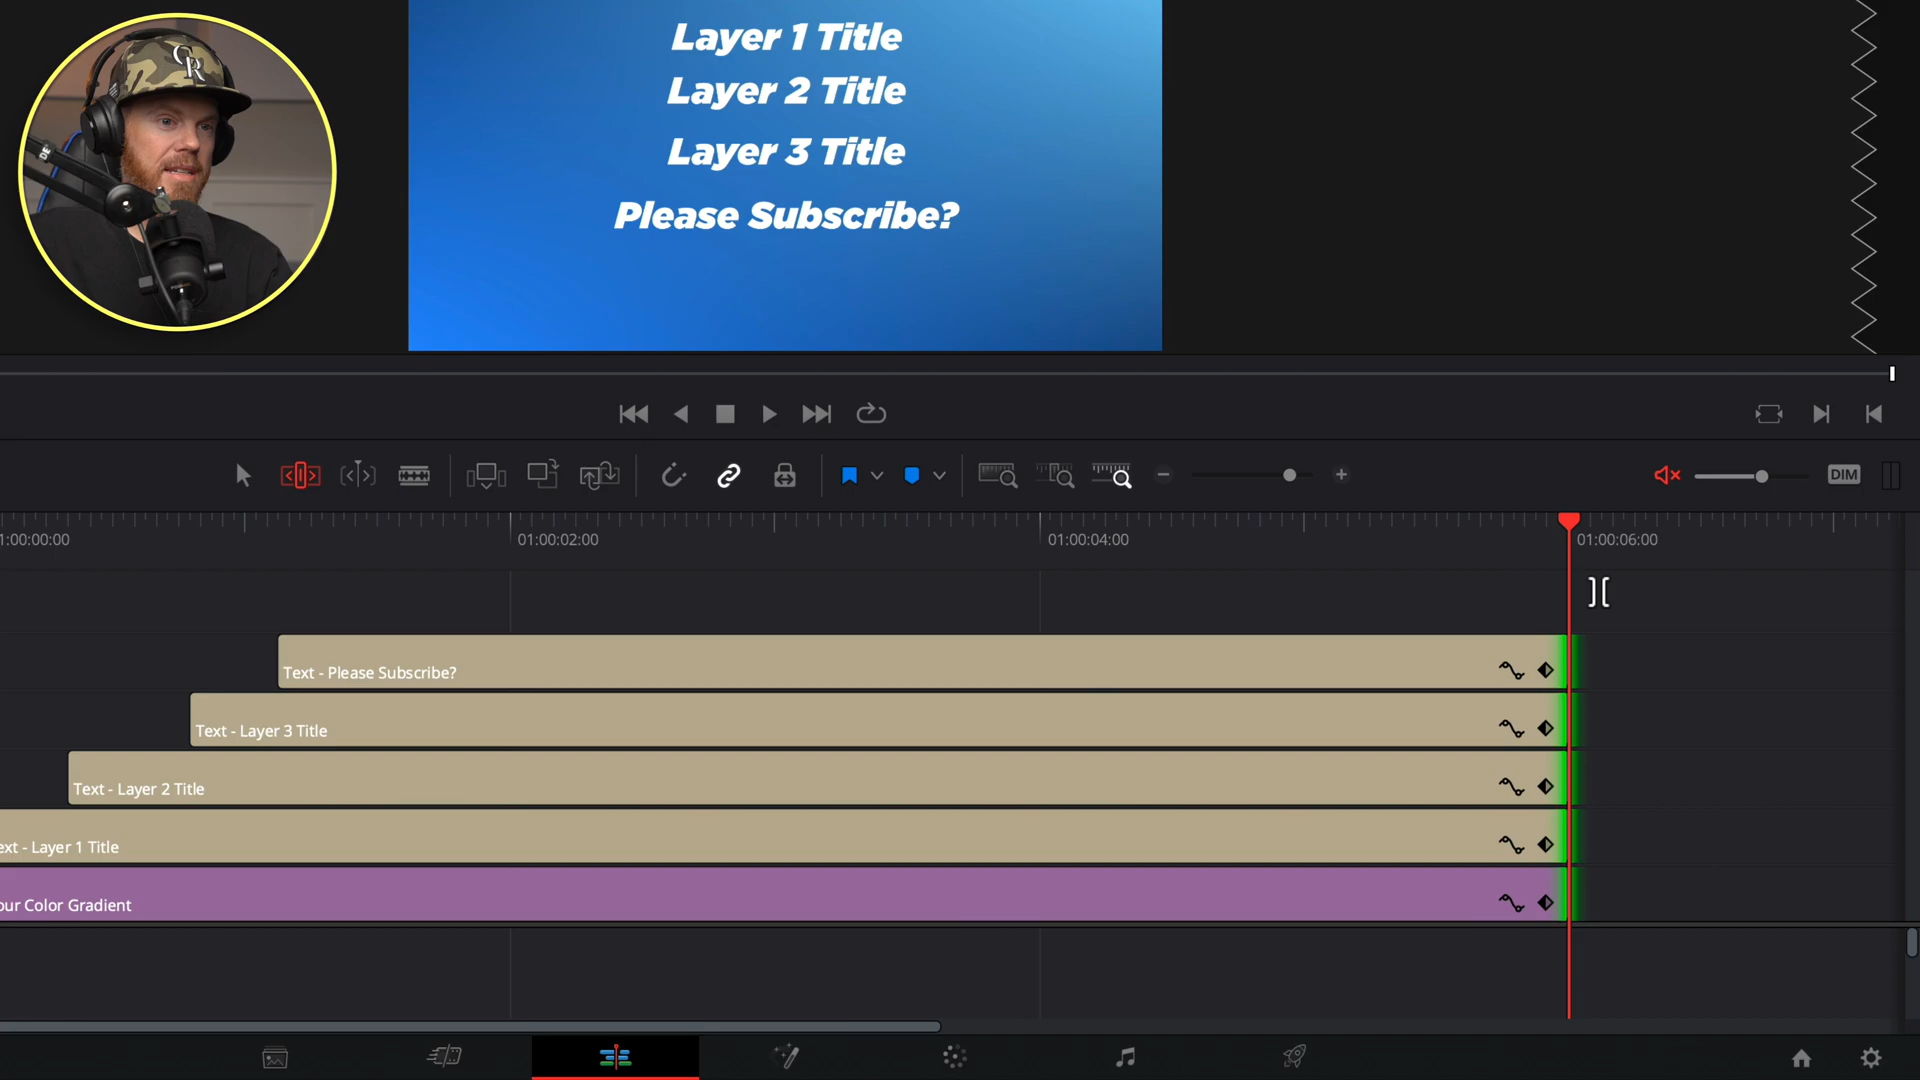 CR
Layer 1 Title
Layer 2 Title
Layer 3 Title
Please Subscribe?
DIM
1:00:00:00
01:00:02:00
01:00:04:00
01:00:06:00
Text - Please Subscribe?
Text - Layer 3 Title
Text - Layer 2 Title
ext - Layer 1 Title
our Color Gradient